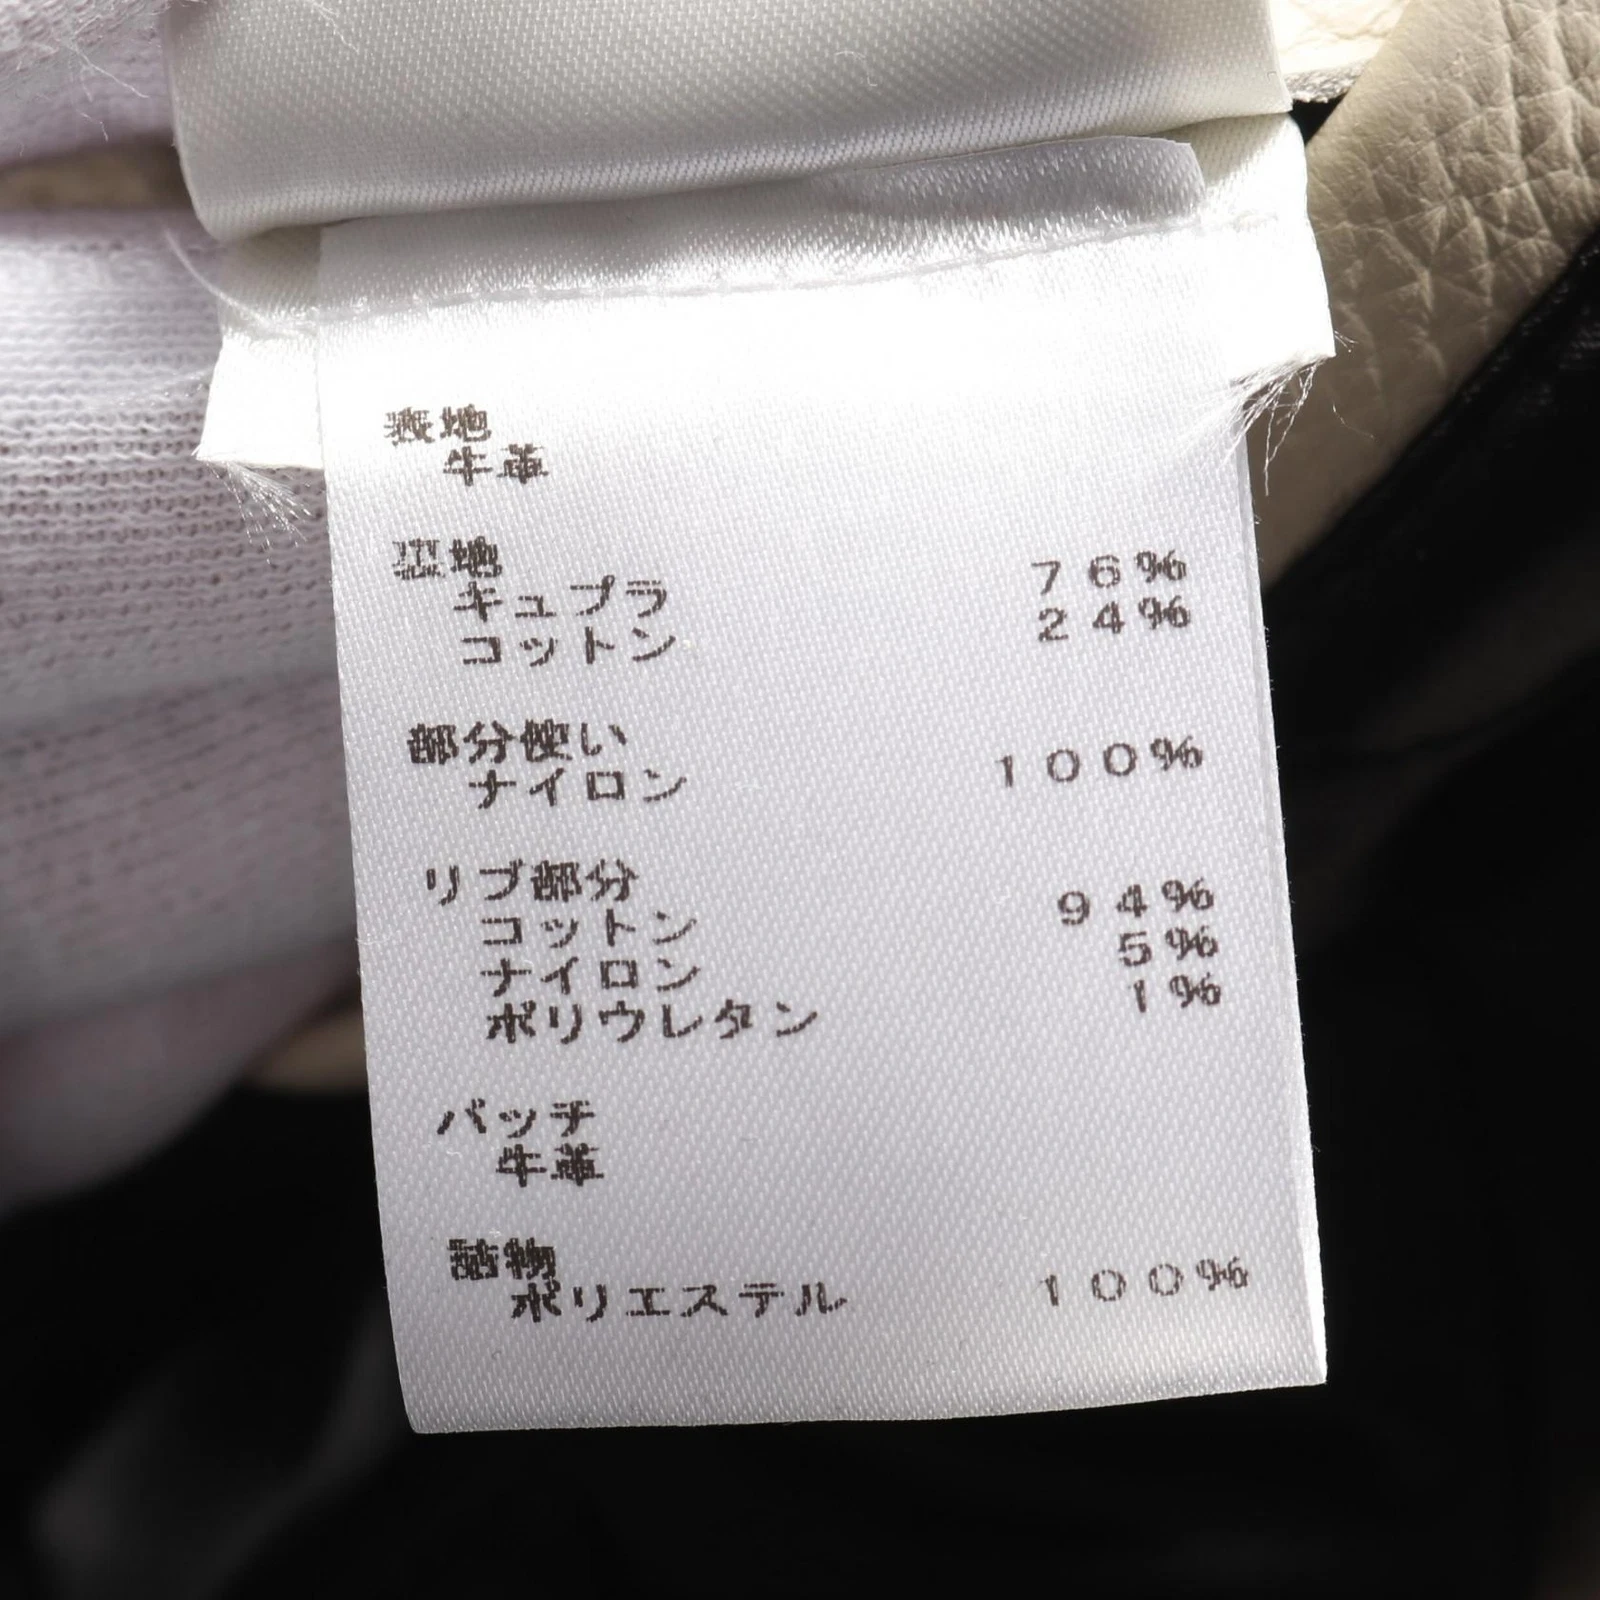 表地
牛革
裏地
キュプラ 76%
コットン 24%
部分使い
ナイロン 100%
リブ部分
コットン 94%
ナイロン 5%
ポリウレタン 1%
パッチ
牛革
詰物
ポリエステル 100%